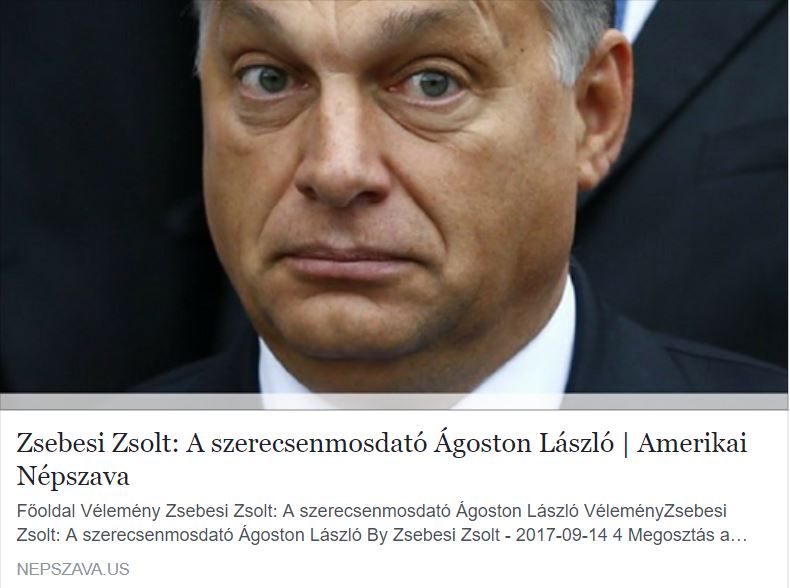 Zsebesi Zsolt: A szerecsenmosdató Ágoston László | Amerikai
Népszava
Főoldal Vélemény Zsebesi Zsolt: A szerecsenmosdató Ágoston László VéleményZsebesi
Zsolt: A szerecsenmosdató Ágoston László By Zsebesi Zsolt - 2017-09-14 4 Megosztás a…
NEPSZAVA.US